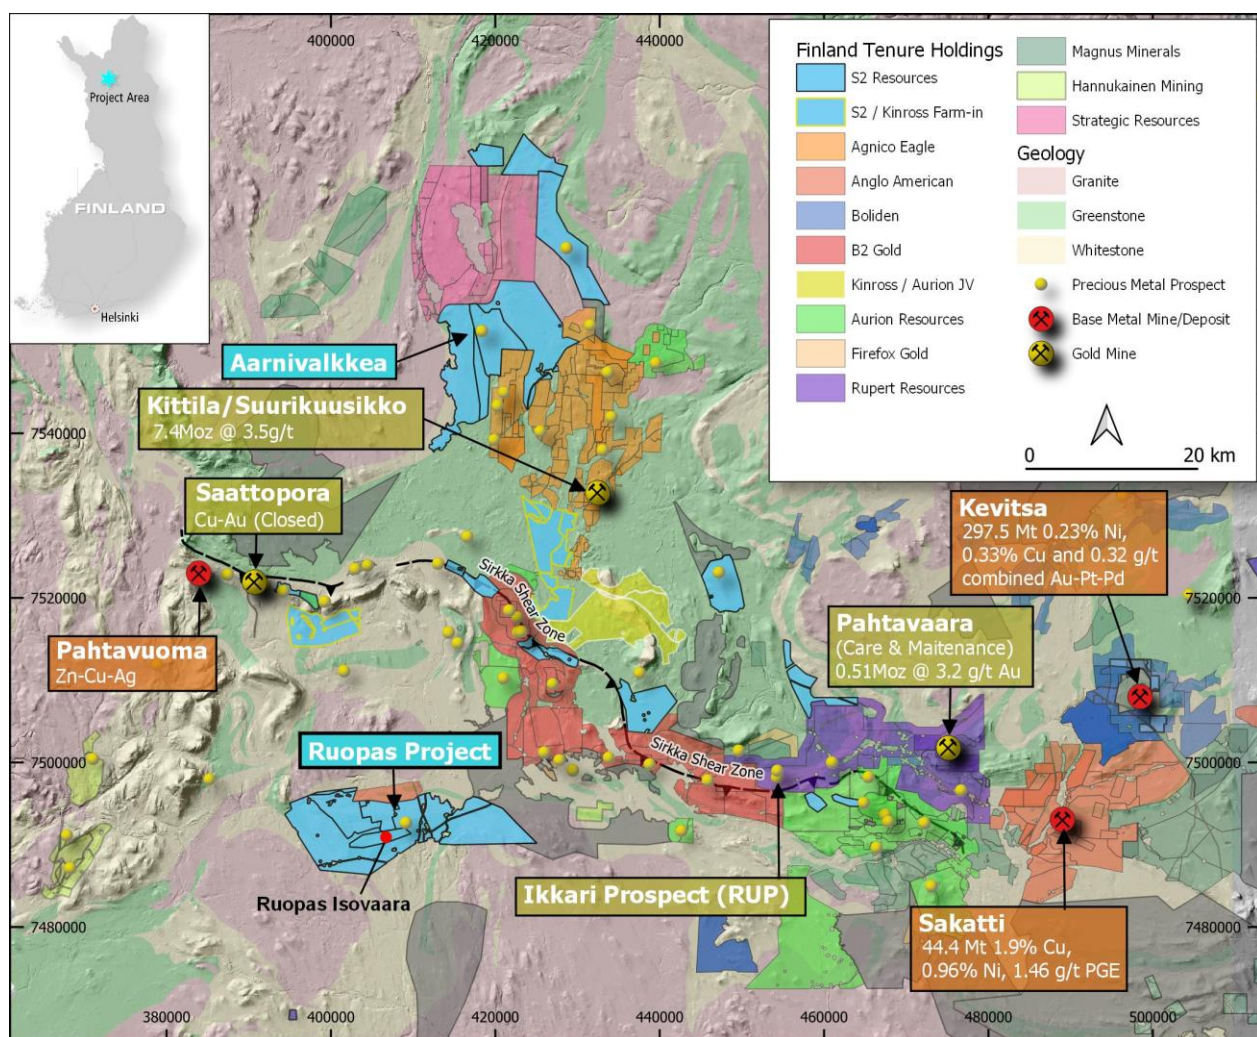 400000
420000
440000
Project Area
FINLAND
Helsinki
Finland Tenure Holdings
S2 Resources
S2 / Kinross Farm-in
Agnico Eagle
Anglo American
Boliden
B2 Gold
Kinross / Aurion JV
Aurion Resources
Firefox Gold
Rupert Resources
Magnus Minerals
Hannukainen Mining
Strategic Resources
Geology
Granite
Greenstone
Whitestone
Precious Metal Prospect
Base Metal Mine/Deposit
Gold Mine
0
20 km
Aarnivalkkea
Kittila/Suurikuusikko
7.4Moz @ 3.5g/t
7540000
Saattopora
Cu-Au (Closed)
Kevitsa
297.5 Mt 0.23% Ni,
0.33% Cu and 0.32 g/t
combined Au-Pt-Pd
Sirkka Shear Zone
7520000
7520000
Pahtavuoma
Zn-Cu-Ag
Pahtavaara
(Care & Maitenance)
0.51Moz @ 3.2 g/t Au
Ruopas Project
Sirkka Shear Zone
7500000
7500000
Ruopas Isovaara
Ikkari Prospect (RUP)
Sakatti
44.4 Mt 1.9% Cu,
0.96% Ni, 1.46 g/t PGE
7480000
7480000
380000
400000
420000
440000
460000
480000
500000